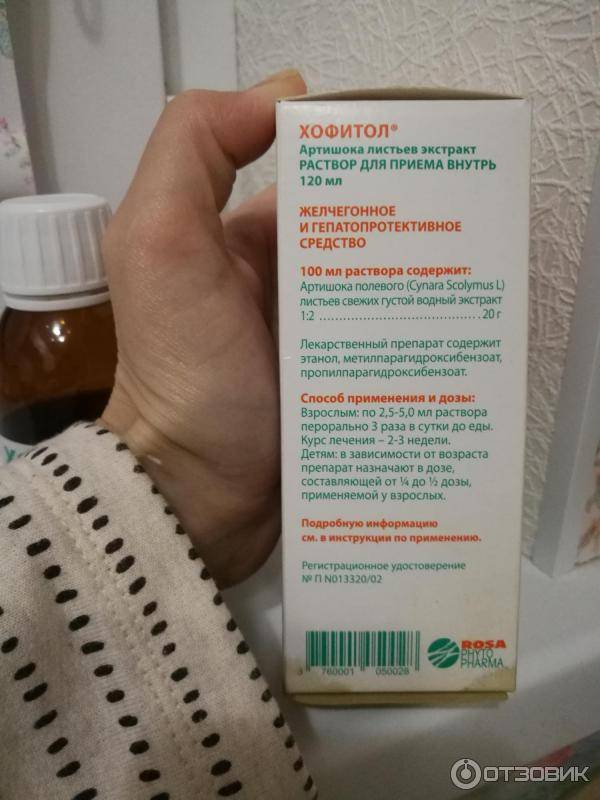 ХОФИТОЛ®
Артишока листьев экстракт
РАСТВОР ДЛЯ ПРИЕМА ВНУТРЬ
120 мл
ЖЕЛЧЕГОННОЕ
И ГЕПАТОПРОТЕКТИВНОЕ
СРЕДСТВО
100 мл раствора содержит:
Артишока полевого (Cynara Scolymus L)
листьев свежих густой водный экстракт
1:2 ........................................ 20 г
Лекарственный препарат содержит
этанол, метилпарагидроксибензоат,
пропилпарагидроксибензоат.
Способ применения и дозы:
Взрослым: по 2,5-5,0 мл раствора
перорально 3 раза в сутки до еды.
Курс лечения – 2-3 недели.
Детям: в зависимости от возраста
препарат назначают в дозе,
составляющей от ¼ до ½ дозы,
применяемой у взрослых.
Подробную информацию
см. в инструкции по применению.
Регистрационное удостоверение
№ П N013320/02
3 760001 050028
ROSA
PHYTO
PHARMA
ОТЗОВИК